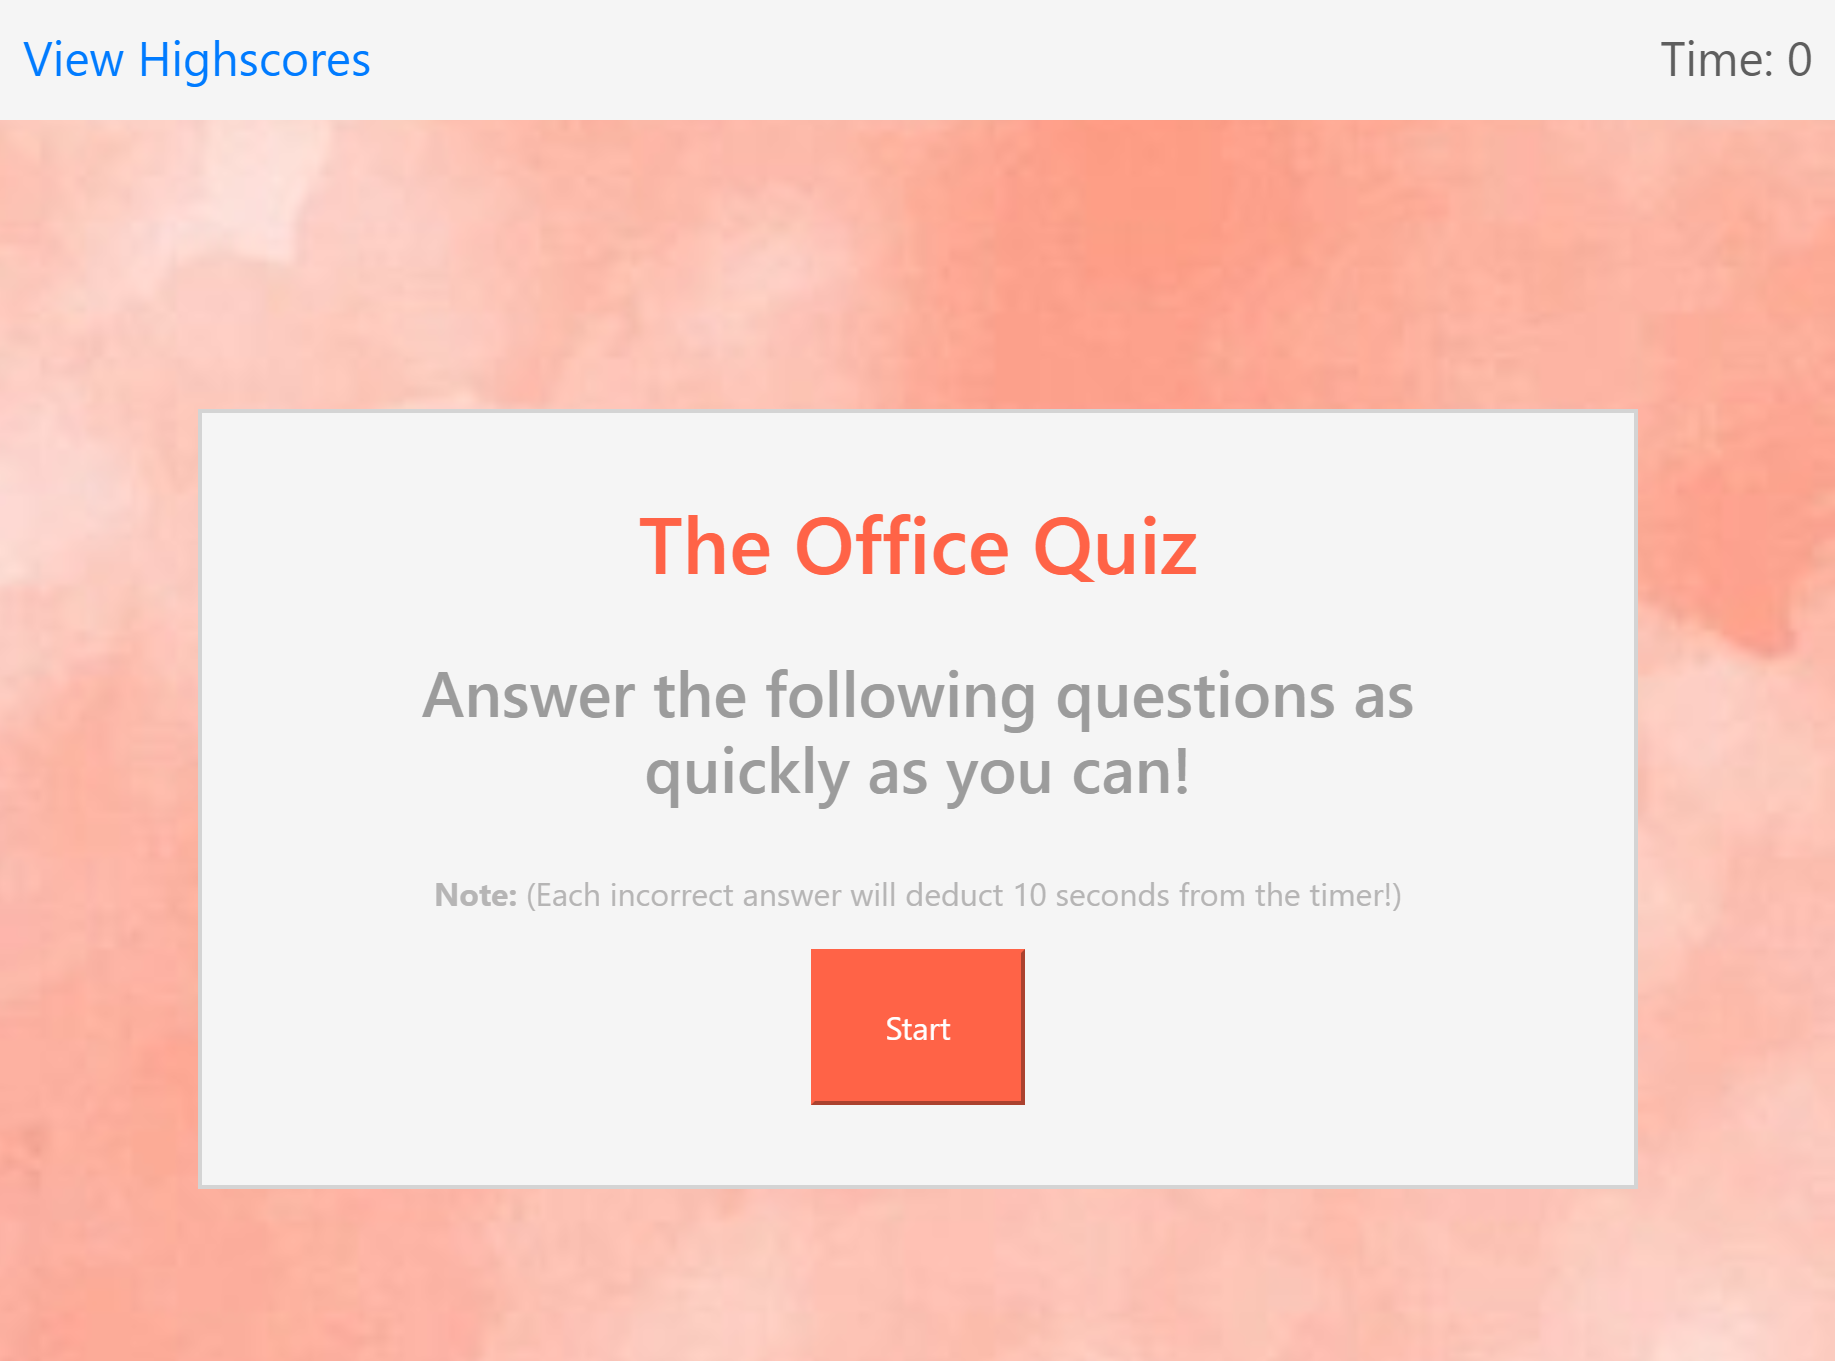 View Highscores
Time: 0
The Office Quiz
Answer the following questions as
quickly as you can!
Note: (Each incorrect answer will deduct 10 seconds from the timer!)
Start